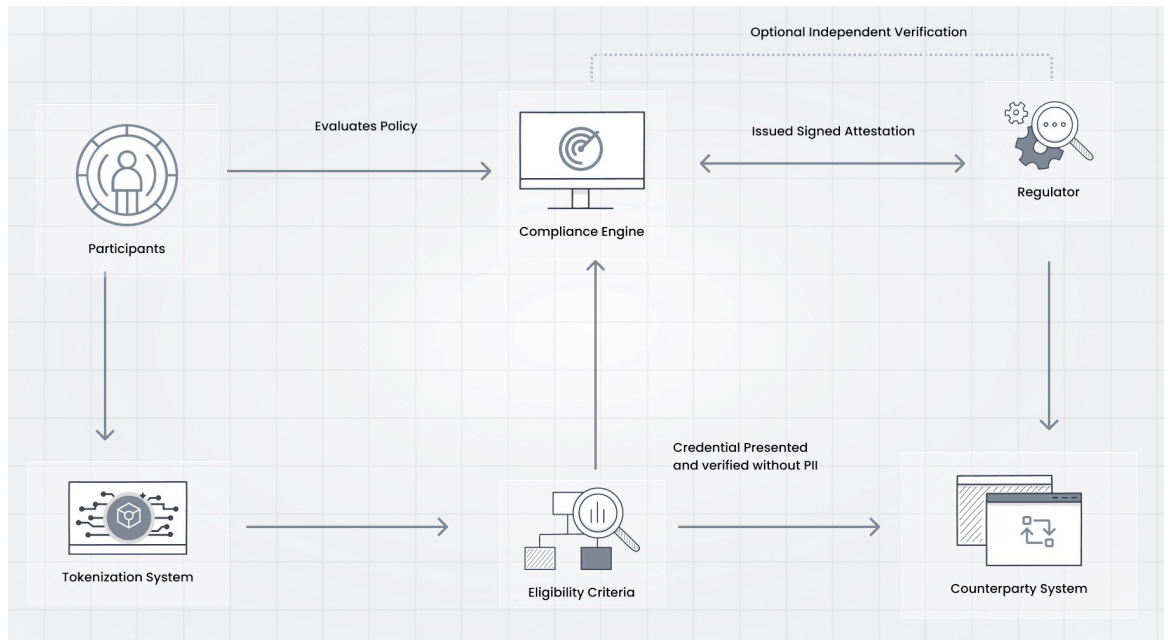 Optional Independent Verification
Evaluates Policy
Issued Signed Attestation
Regulator
Compliance Engine
Participants
Credential Presented
and verified without PII
Tokenization System
Eligibility Criteria
Counterparty System